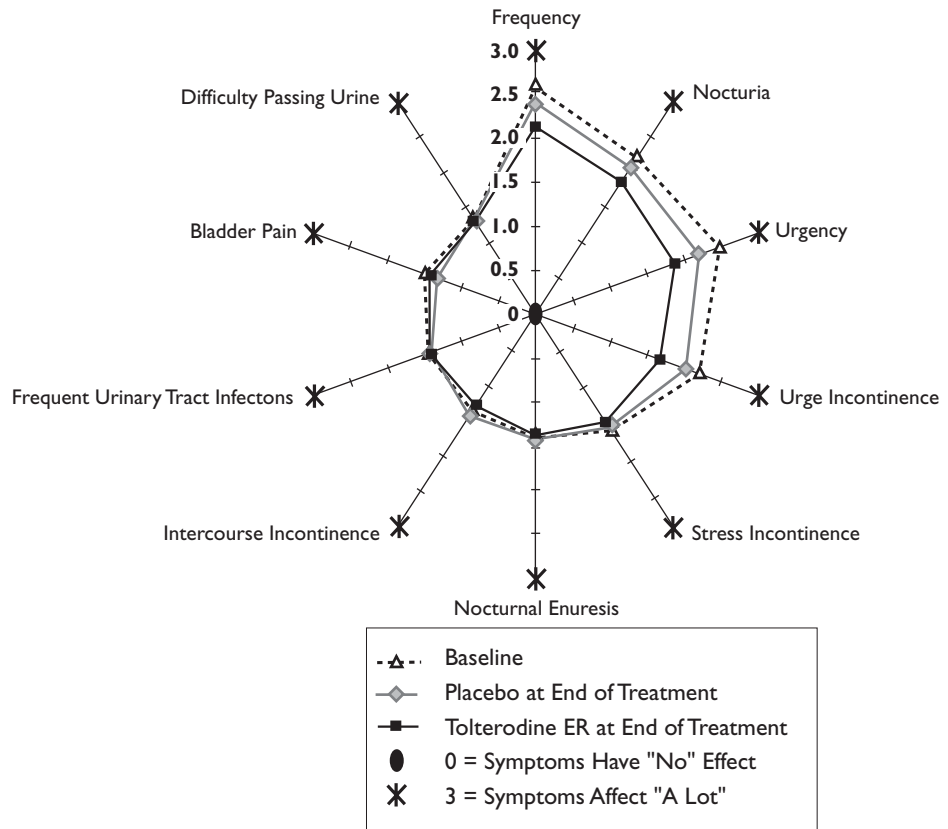 Frequency
3.0
2.5
2.0
1.5
1.0
0.5
0
Nocturia
Urgency
Urge Incontinence
Stress Incontinence
Nocturnal Enuresis
Intercourse Incontinence
Frequent Urinary Tract Infectons
Bladder Pain
Difficulty Passing Urine
Baseline
Placebo at End of Treatment
Tolterodine ER at End of Treatment
0 = Symptoms Have "No" Effect
3 = Symptoms Affect "A Lot"